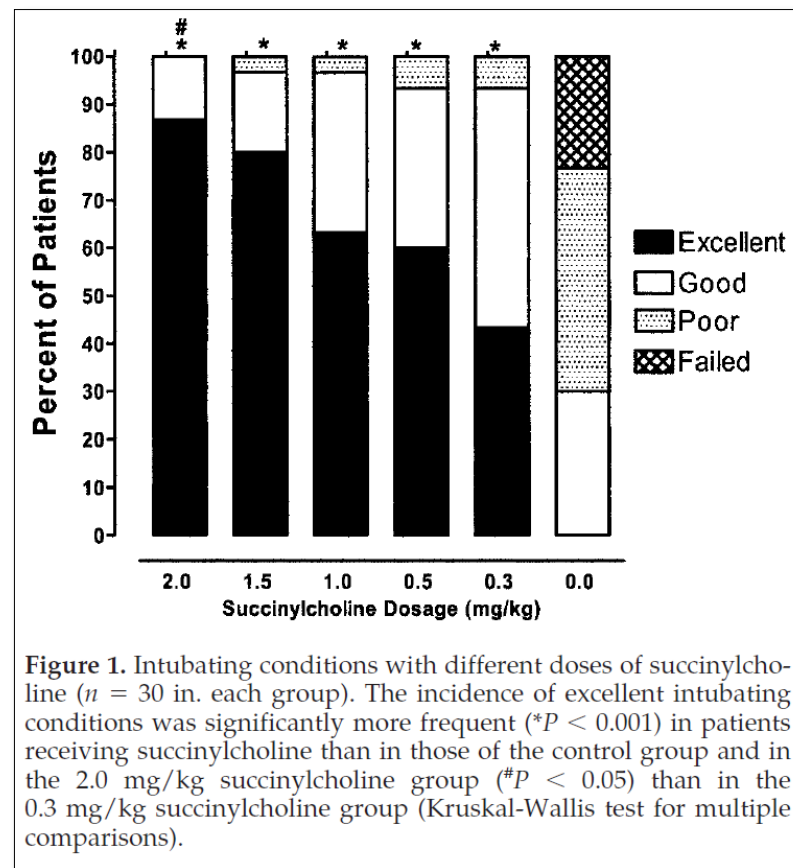 #
* * * * *
100
90
80
70
60
50
40
30
20
10
0
Percent of Patients
Excellent
Good
Poor
Failed
2.0 1.5 1.0 0.5 0.3 0.0
Succinylcholine Dosage (mg/kg)
Figure 1. Intubating conditions with different doses of succinylcho-
line (n = 30 in. each group). The incidence of excellent intubating
conditions was significantly more frequent (*P < 0.001) in patients
receiving succinylcholine than in those of the control group and in
the 2.0 mg/kg succinylcholine group (#P < 0.05) than in the
0.3 mg/kg succinylcholine group (Kruskal-Wallis test for multiple
comparisons).